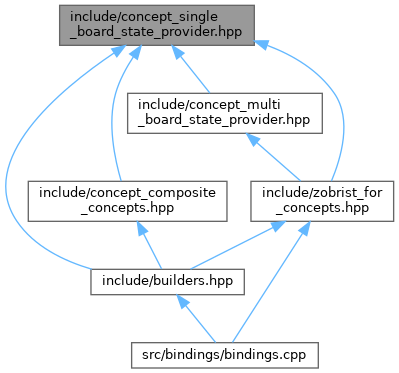 include/concept_single
_board_state_provider.hpp
include/concept_multi
_board_state_provider.hpp
include/concept_composite
_concepts.hpp
include/zobrist_for
_concepts.hpp
include/builders.hpp
src/bindings/bindings.cpp